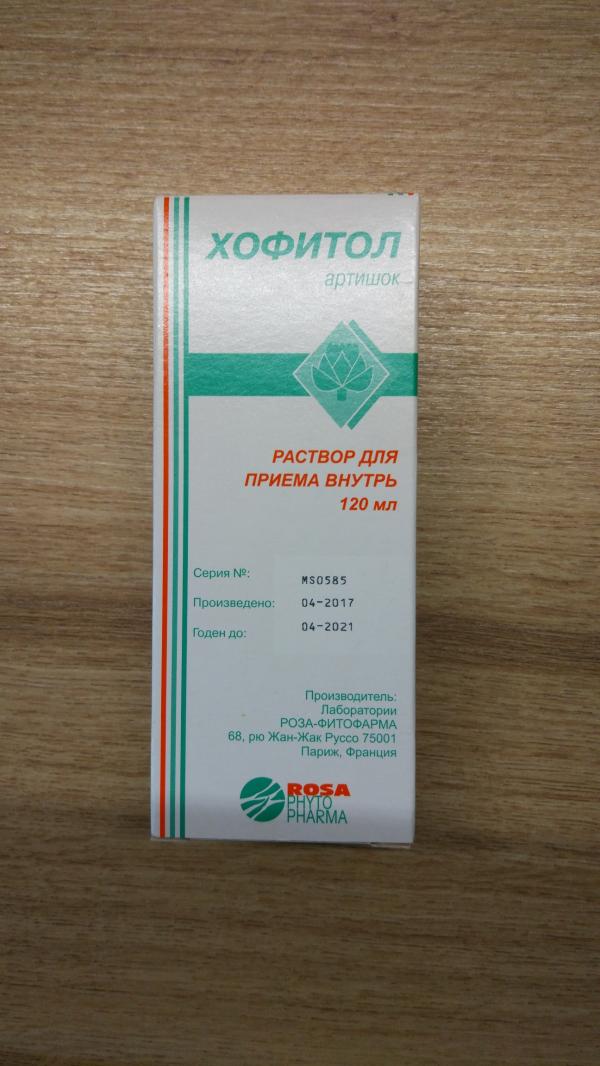 ХОФИТОЛ
артишок
РАСТВОР ДЛЯ
ПРИЕМА ВНУТРЬ
120 мл
Серия №: MS0585
Произведено: 04-2017
Годен до: 04-2021
Производитель:
Лаборатории
РОЗА-ФИТОФАРМА
68, рю Жан-Жак Руссо 75001
Париж, Франция
ROSA
PHYTO
PHARMA